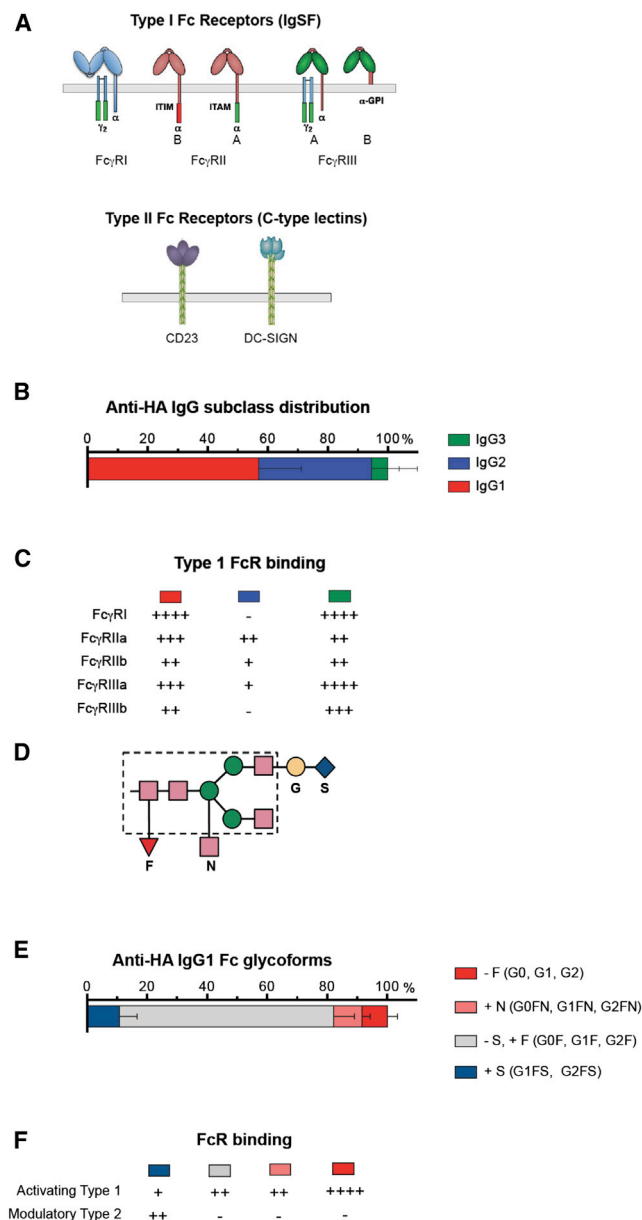 A
Type I Fc Receptors (IgSF)
ITIM ITAM α-GPI
γ2 α α α γ2 α
B A A B
FcγRI FcγRII FcγRIII
Type II Fc Receptors (C-type lectins)
CD23 DC-SIGN
B
Anti-HA IgG subclass distribution
0 20 40 60 80 100 %
IgG3
IgG2
IgG1
C
Type 1 FcR binding
FcγRI ++++ - ++++
FcγRIIa +++ ++ ++
FcγRIIb ++ + ++
FcγRIIIa +++ + ++++
FcγRIIIb ++ - +++
D
G S
F N
E
Anti-HA IgG1 Fc glycoforms
0 20 40 60 80 100 %
- F (G0, G1, G2)
+ N (G0FN, G1FN, G2FN)
- S, + F (G0F, G1F, G2F)
+ S (G1FS, G2FS)
F
FcR binding
Activating Type 1 + ++ ++ ++++
Modulatory Type 2 ++ - - -